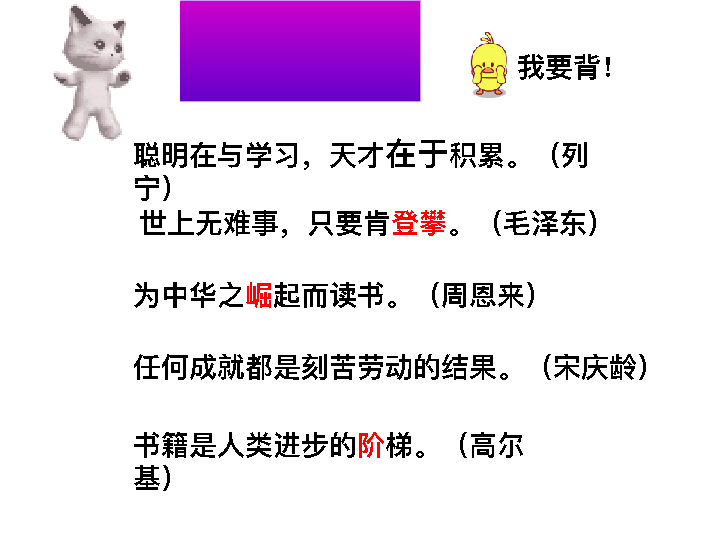 我要背！
聪明在与学习，天才在于积累。（列
宁）
世上无难事，只要肯登攀。（毛泽东）
为中华之崛起而读书。（周恩来）
任何成就都是刻苦劳动的结果。（宋庆龄）
书籍是人类进步的阶梯。（高尔
基）